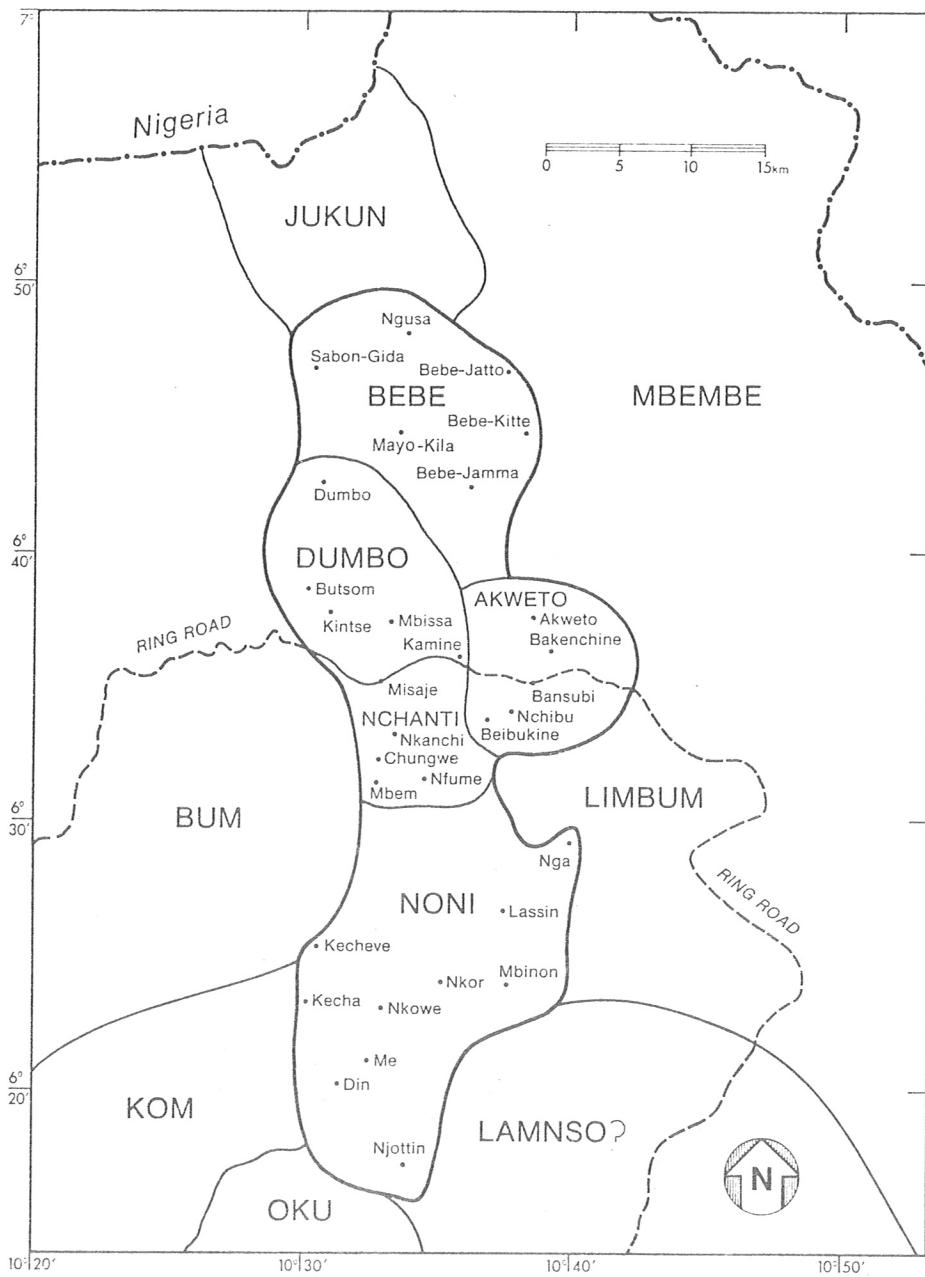 7°
Nigeria
0 5 10 15km
JUKUN
6°
50'
Ngusa
Sabon-Gida
Bebe-Jatto
BEBE
MBEMBE
Bebe-Kitte
Mayo-Kila
Bebe-Jamma
Dumbo
6°
40'
DUMBO
AKWETO
Butsom
Akweto
Kintse
Mbissa
Bakenchine
RING ROAD
Kamine
Misaje
Bansubi
NCHANTI
Nchibu
Nkanchi
Beibukine
Chungwe
Nfume
Mbem
LIMBUM
BUM
6°
30'
Nga
RING ROAD
NONI
Lassin
Kecheve
Nkor
Mbinon
Kecha
Nkowe
Me
6°
20'
Din
KOM
LAMNSOʔ
Njottin
N
OKU
10°20' 10°30' 10°40' 10°50'